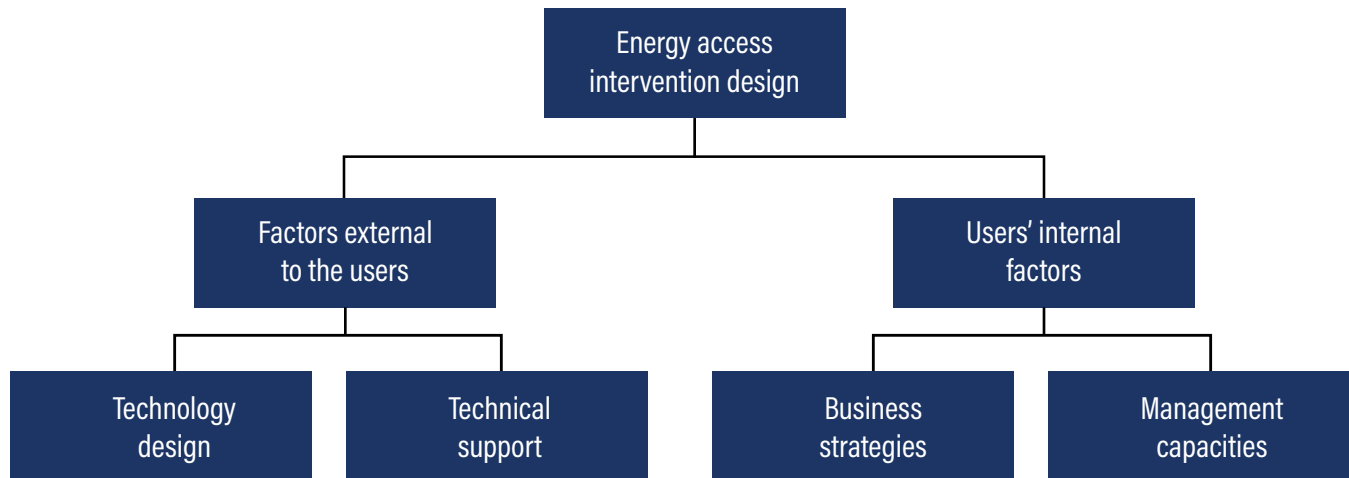 Energy access
intervention design
Factors external
to the users
Users’ internal
factors
Technology
design
Technical
support
Business
strategies
Management
capacities